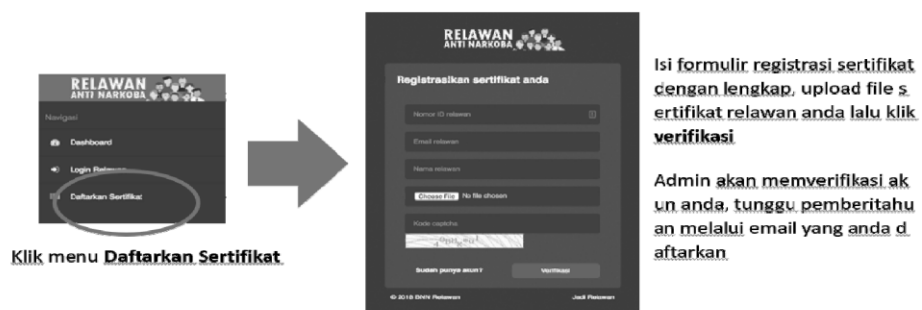 RELAWAN
ANTI NARKOBA
Navigasi
Dashboard
Login Relawan
Daftarkan Sertifikat
Klik menu Daftarkan Sertifikat
RELAWAN
ANTI NARKOBA
Registrasikan sertifikat anda
Nomor ID relawan
Email relawan
Nama relawan
Choose File No file chosen
Kode captcha
Sudah punya akun?
Verifikasi
© 2018 BNN Relawan
Jadi Relawan
Isi formulir registrasi sertifikat
dengan lengkap, upload file s
ertifikat relawan anda lalu klik
verifikasi
Admin akan memverifikasi ak
un anda, tunggu pemberitahu
an melalui email yang anda d
aftarkan